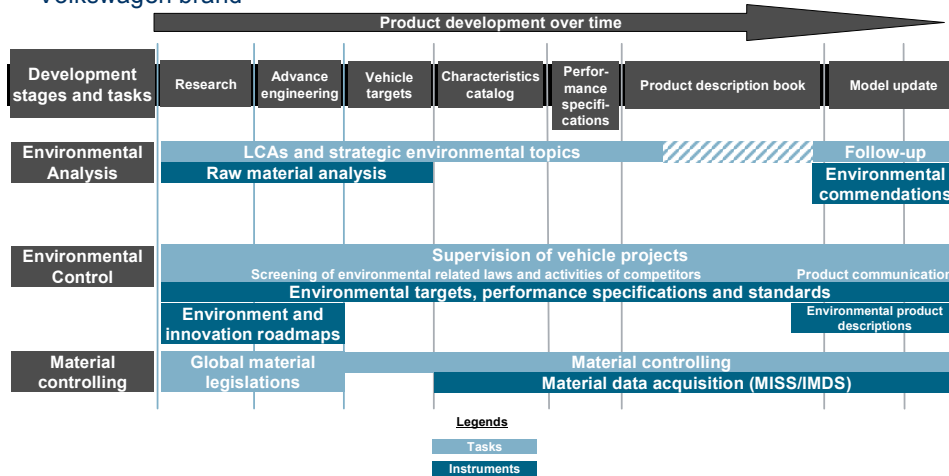 Volkswagen brand
Product development over time
Development
stages and tasks
Research
Advance
engineering
Vehicle
targets
Characteristics
catalog
Perfor-
mance
specifi-
cations
Product description book
Model update
Environmental
Analysis
LCAs and strategic environmental topics
Follow-up
Raw material analysis
Environmental
commendations
Environmental
Control
Supervision of vehicle projects
Screening of environmental related laws and activities of competitors
Product communication
Environmental targets, performance specifications and standards
Environment and
innovation roadmaps
Environmental product
descriptions
Material
controlling
Global material
legislations
Material controlling
Material data acquisition (MISS/IMDS)
Legends
Tasks
Instruments